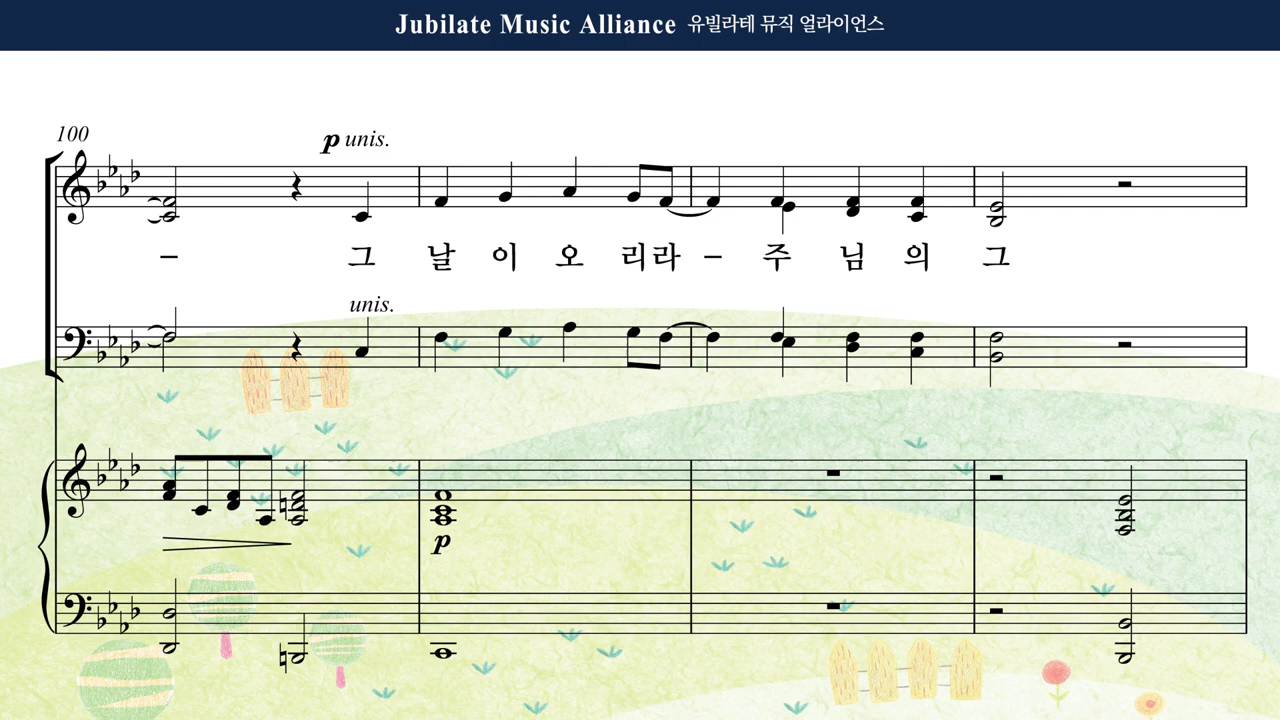 Jubilate Music Alliance 유빌라테 뮤직 얼라이언스
100
p unis.
– 그 날 이 오 리라 – 주 님 의 그
unis.
p